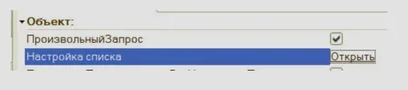 Объект:
ПроизвольныйЗапрос
Настройка списка Открыть